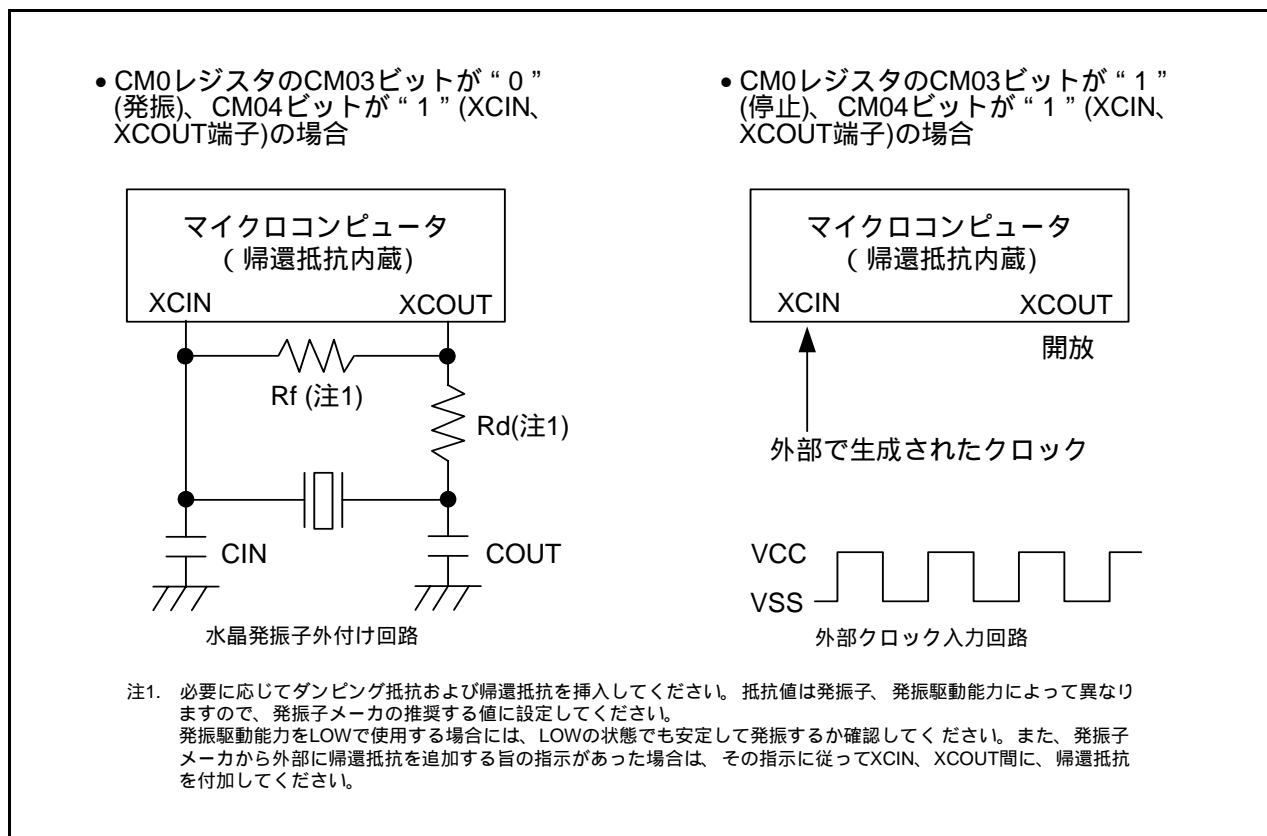 • CM0レジスタのCM03ビットが “ 0 ”
(発振)、CM04ビットが “ 1 ” (XCIN、
XCOUT端子)の場合
マイクロコンピュータ
( 帰還抵抗内蔵)
XCIN
XCOUT
Rf (注1)
Rd(注1)
CIN
COUT
水晶発振子外付け回路
• CM0レジスタのCM03ビットが “ 1 ”
(停止)、CM04ビットが “ 1 ” (XCIN、
XCOUT端子)の場合
マイクロコンピュータ
( 帰還抵抗内蔵)
XCIN
XCOUT
開放
外部で生成されたクロック
VCC
VSS
外部クロック入力回路
注1. 必要に応じてダンピング抵抗および帰還抵抗を挿入してください。抵抗値は発振子、発振駆動能力によって異なり
ますので、発振子メーカの推奨する値に設定してください。
発振駆動能力をLOWで使用する場合には、LOWの状態でも安定して発振するか確認してください。また、発振子
メーカから外部に帰還抵抗を追加する旨の指示があった場合は、その指示に従ってXCIN、XCOUT間に、帰還抵抗
を付加してください。